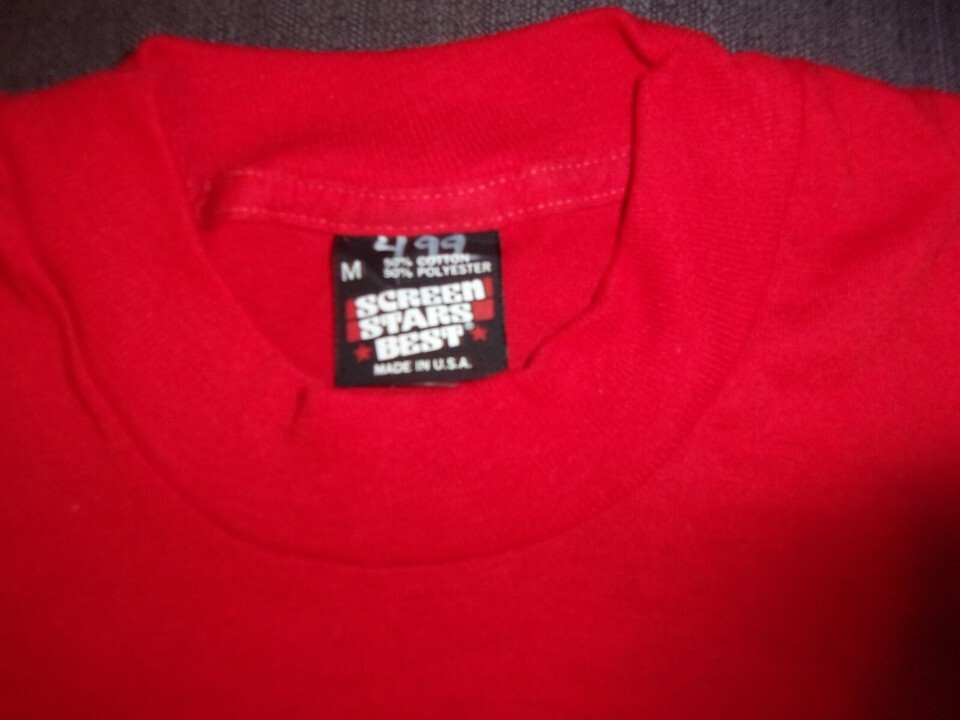 499
50% COTTON
M 50% POLYESTER
SCREEN
STARS
BEST®
MADE IN U.S.A.